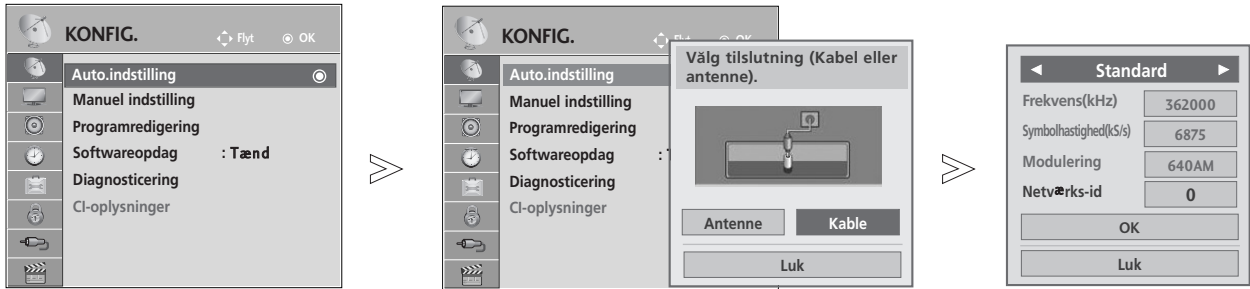 KONFIG. Flyt OK
Auto.indstilling
Manuel indstilling
Programredigering
Softwareopdag : Tænd
Diagnosticering
CI-oplysninger
KONFIG. Flyt OK
Auto.indstilling
Manuel indstilling
Programredigering
Softwareopdag : T
Diagnosticering
CI-oplysninger
Vălg tilslutning (Kabel eller
antenne).
Antenne Kable
Luk
Standard
Frekvens(kHz) 362000
Symbolhastighed(kS/s) 6875
Modulering 640AM
Netværks-id 0
OK
Luk